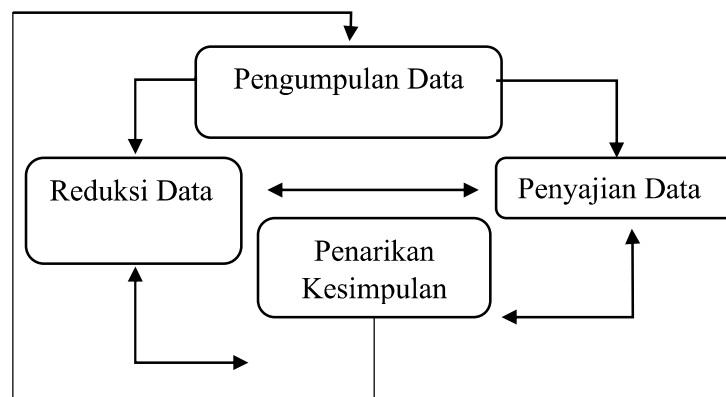 Pengumpulan Data
Reduksi Data
Penyajian Data
Penarikan
Kesimpulan